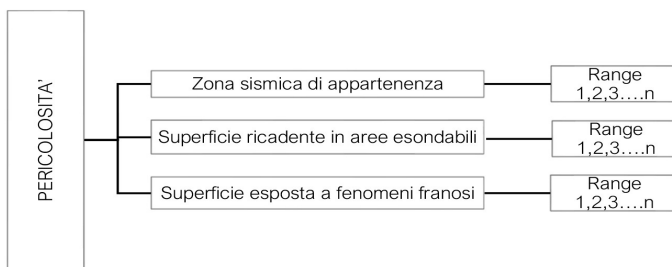 PERICOLOSITA'
Zona sismica di appartenenza
Range
1,2,3....n
Superficie ricadente in aree esondabili
Range
1,2,3....n
Superficie esposta a fenomeni franosi
Range
1,2,3....n